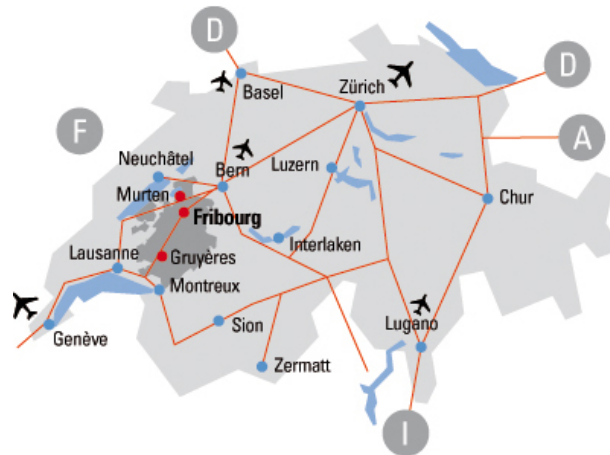 D
Basel
Zürich
D
F
A
Neuchâtel
Bern
Luzern
Murten
Fribourg
Chur
Lausanne
Gruyères
Interlaken
Montreux
Genève
Sion
Lugano
Zermatt
I